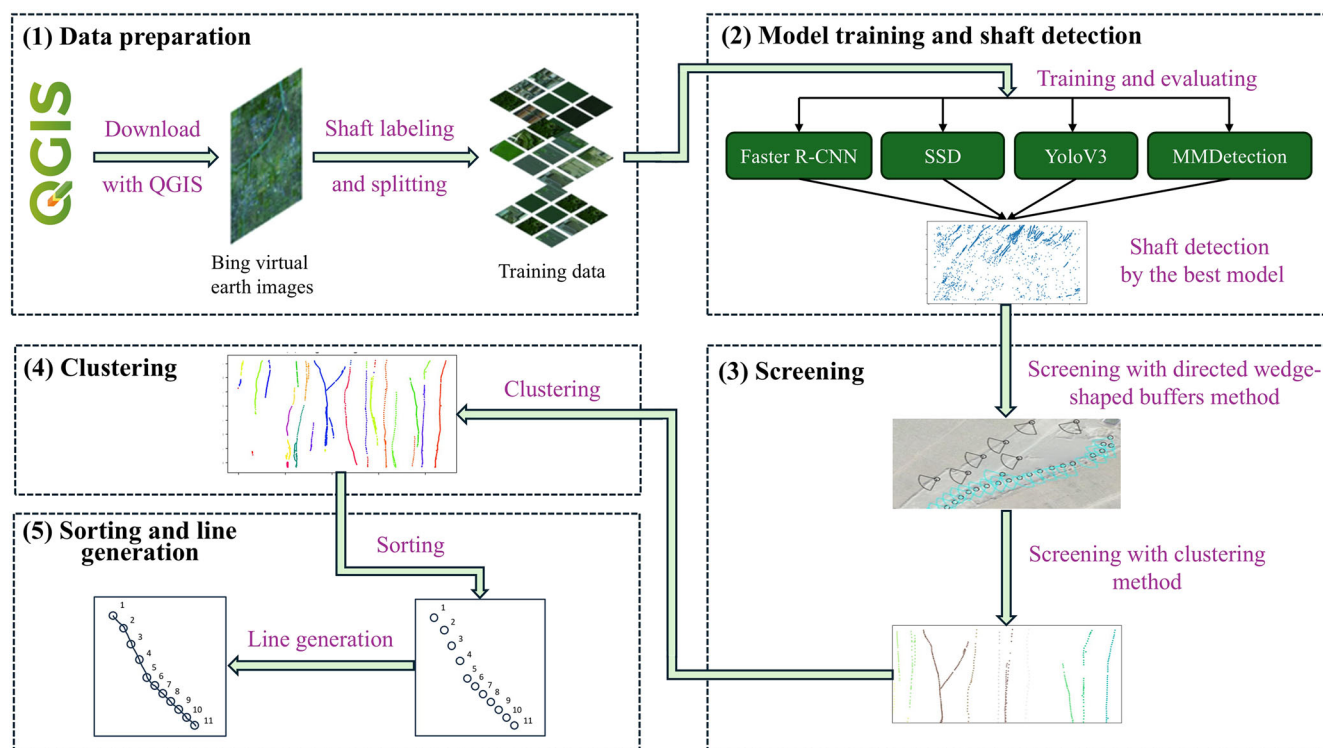 (1) Data preparation
QGIS
Download
with QGIS
Bing virtual
earth images
Shaft labeling
and splitting
Training data
(2) Model training and shaft detection
Training and evaluating
Faster R-CNN
SSD
YoloV3
MMDetection
Shaft detection
by the best model
(3) Screening
Screening with directed wedge-
shaped buffers method
Screening with clustering
method
(4) Clustering
Clustering
(5) Sorting and line
generation
Sorting
1
2
3
4
5
6
7
8
9
10
11
Line generation
1
2
3
4
5
6
7
8
9
10
11